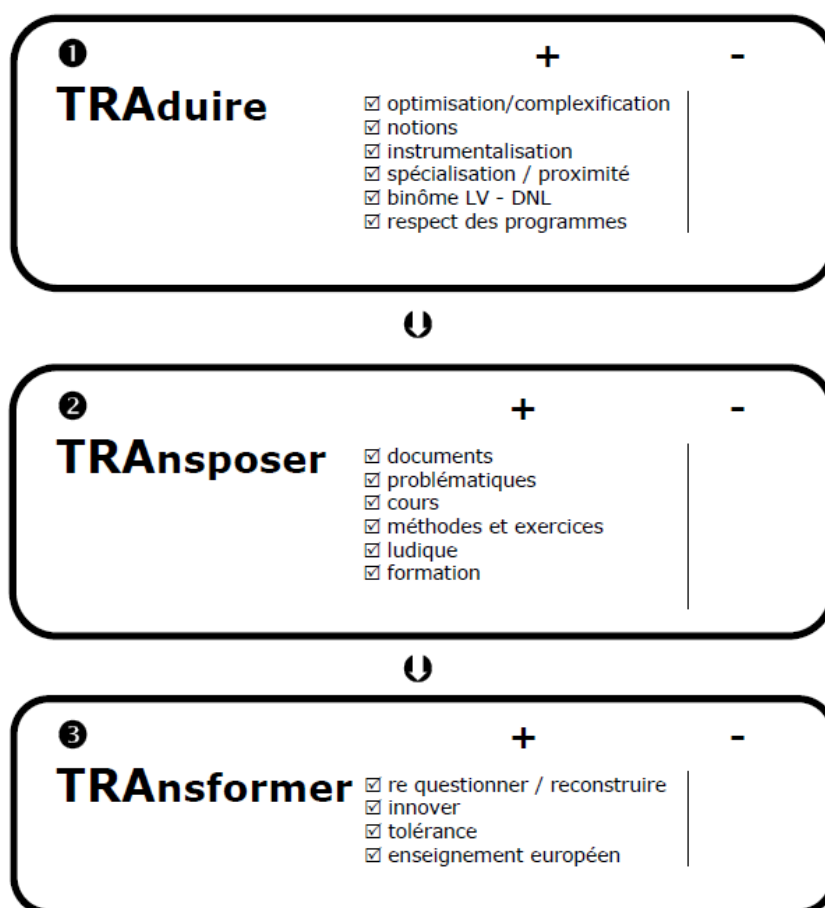 ❶ + -
TRAduire
☑ optimisation/complexification
☑ notions
☑ instrumentalisation
☑ spécialisation / proximité
☑ binôme LV - DNL
☑ respect des programmes
❷ + -
TRAnsposer
☑ documents
☑ problématiques
☑ cours
☑ méthodes et exercices
☑ ludique
☑ formation
❸ + -
TRAnsformer
☑ re questionner / reconstruire
☑ innover
☑ tolérance
☑ enseignement européen